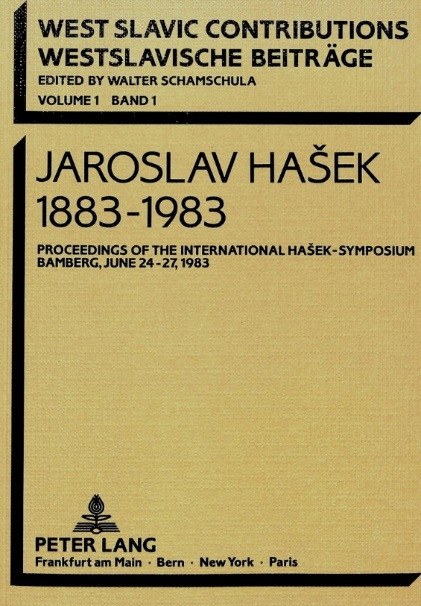 WEST SLAVIC CONTRIBUTIONS
WESTSLAVISCHE BEITRÄGE
EDITED BY WALTER SCHAMSCHULA
VOLUME 1 BAND 1
JAROSLAV HAŠEK
1883-1983
PROCEEDINGS OF THE INTERNATIONAL HAŠEK-SYMPOSIUM
BAMBERG, JUNE 24-27, 1983
PETER LANG
Frankfurt am Main · Bern · New York · Paris